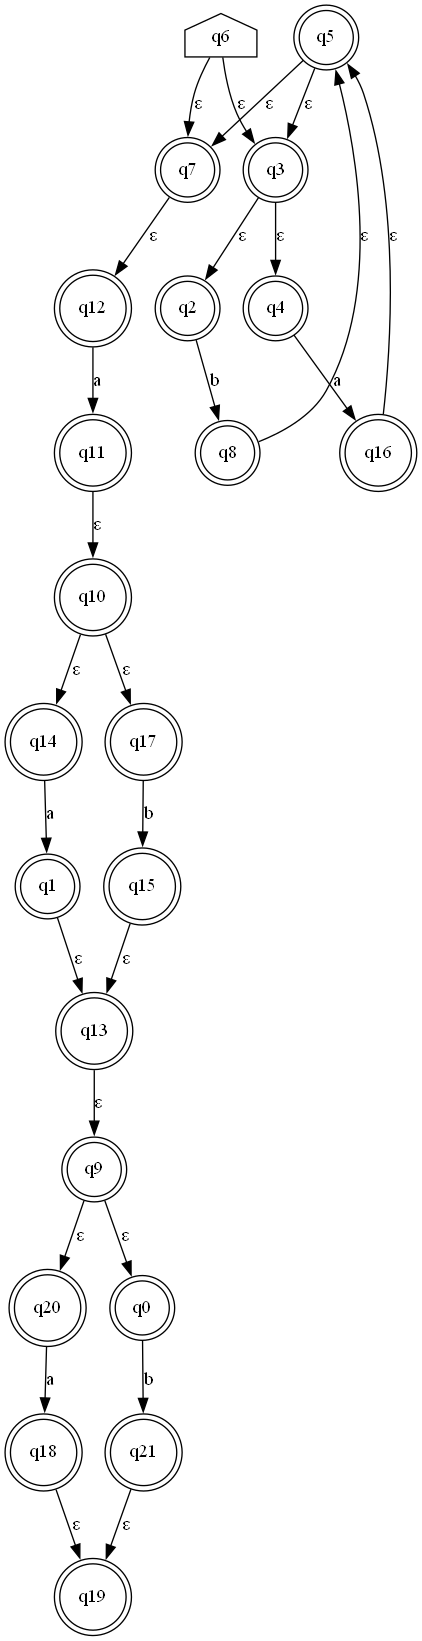 q6 q5
ε ε ε ε
q7 q3
ε ε ε
q12 q2 q4
ε ε
a b a
q11 q8 q16
ε
q10
ε ε
q14 q17
a b
q1 q15
ε ε
q13
ε
q9
ε ε
q20 q0
a b
q18 q21
ε ε
q19